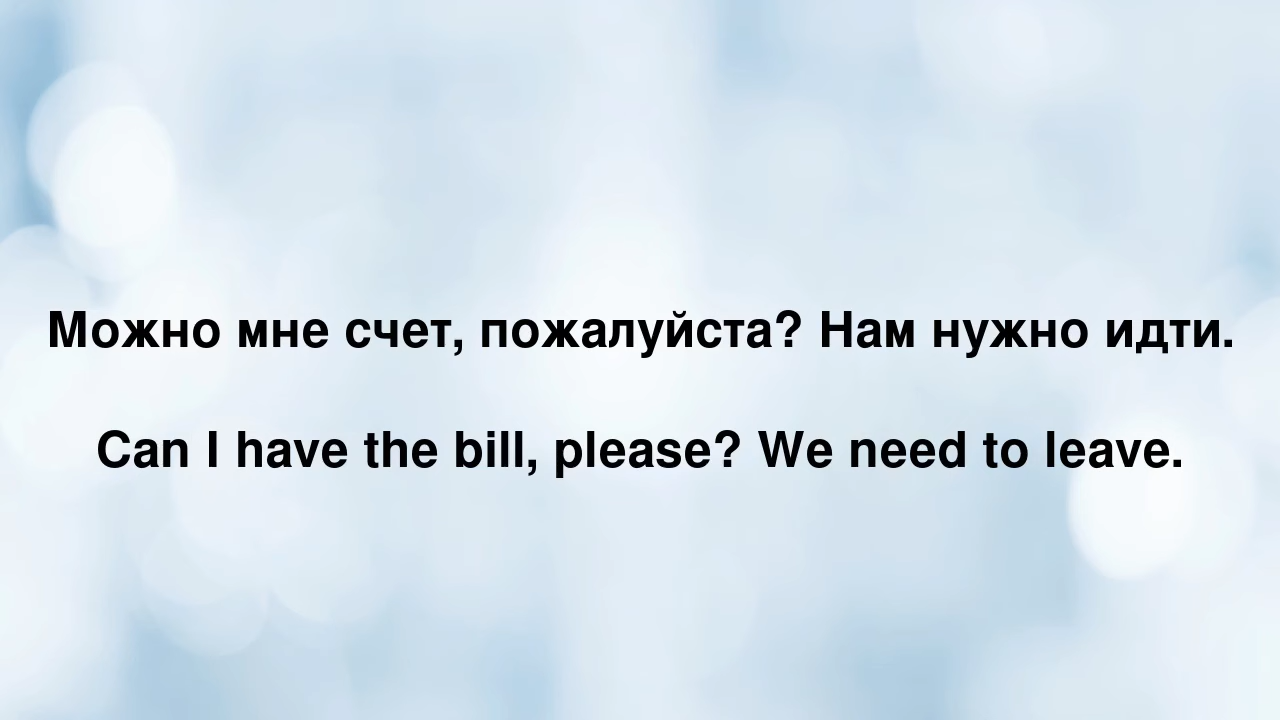 Можно мне счет, пожалуйста? Нам нужно идти.
Can I have the bill, please? We need to leave.